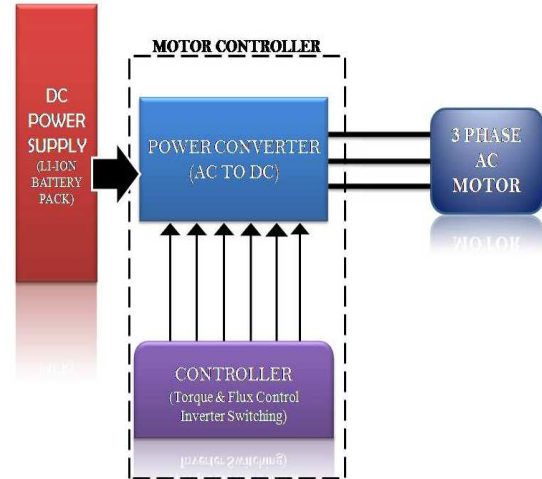 MOTOR CONTROLLER
DC
POWER
SUPPLY
(LI-ION
BATTERY
PACK)
POWER CONVERTER
(AC TO DC)
3 PHASE
AC
MOTOR
CONTROLLER
(Torque & Flux Control
Inverter Switching)